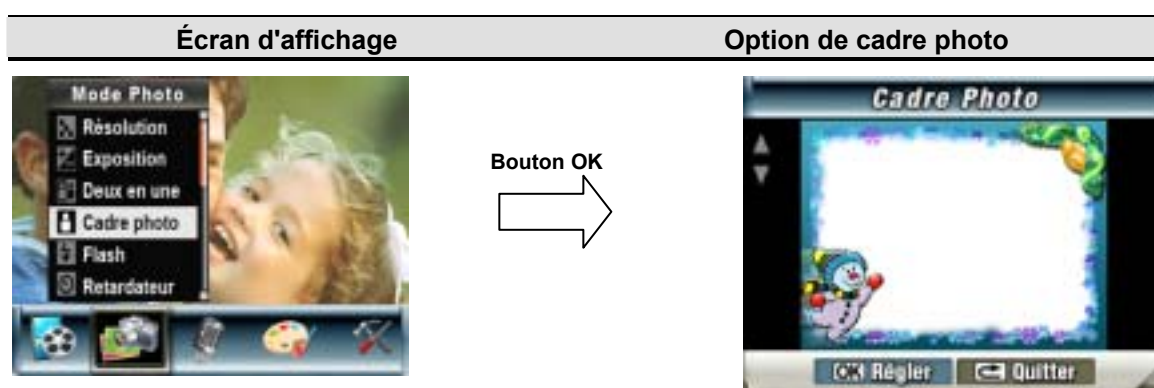 Écran d'affichage
Option de cadre photo
Mode Photo
Résolution
Exposition
Deux en une
Cadre photo
Flash
Retardateur
Bouton OK
Cadre Photo
OK Régler
Quitter